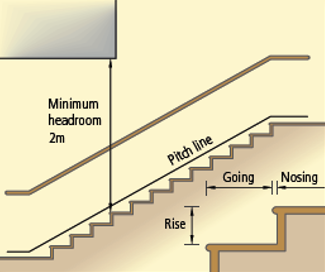 Minimum
headroom
2m
Pitch line
Going
Nosing
Rise